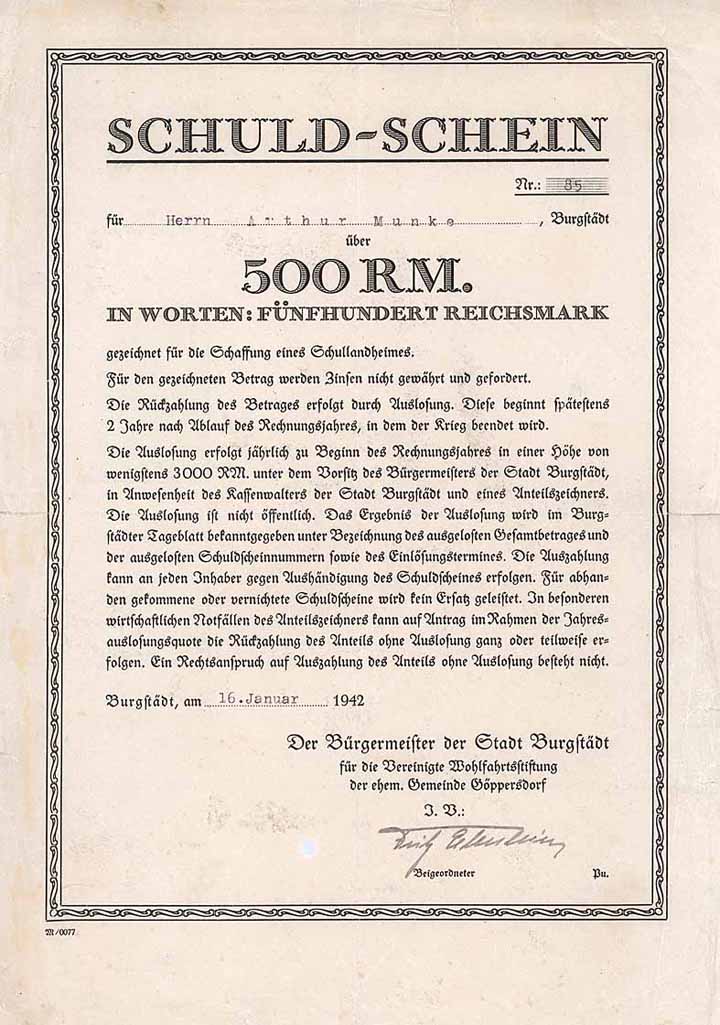 SCHULD-SCHEIN
Nr.: 85
für Herrn Arthur Munke, Burgstädt
über
500 RM.
IN WORTEN: FÜNFHUNDERT REICHSMARK
gezeichnet für die Schaffung eines Schullandheimes.
Für den gezeichneten Betrag werden Zinsen nicht gewährt und gefordert.
Die Rückzahlung des Betrages erfolgt durch Auslosung. Diese beginnt spätestens
2 Jahre nach Ablauf des Rechnungsjahres, in dem der Krieg beendet wird.
Die Auslosung erfolgt jährlich zu Beginn des Rechnungsjahres in einer Höhe von
wenigstens 3000 RM. unter dem Vorsitz des Bürgermeisters der Stadt Burgstädt,
in Anwesenheit des Kassenwalters der Stadt Burgstädt und eines Anteilszeichners.
Die Auslosung ist nicht öffentlich. Das Ergebnis der Auslosung wird im Burg-
städter Tageblatt bekanntgegeben unter Bezeichnung des ausgelosten Gesamtbetrages und
der ausgelosten Schuldscheinnummern sowie des Einlösungstermines. Die Auszahlung
kann an jeden Inhaber gegen Aushändigung des Schuldscheines erfolgen. Für abhan-
den gekommene oder vernichtete Schuldscheine wird kein Ersatz geleistet. In besonderen
wirtschaftlichen Notfällen des Anteilszeichners kann auf Antrag im Rahmen der Jahres-
auslosungsquote die Rückzahlung des Anteils ohne Auslosung ganz oder teilweise er-
folgen. Ein Rechtsanspruch auf Auszahlung des Anteils ohne Auslosung besteht nicht.
Burgstädt, am 16.Januar 1942
Der Bürgermeister der Stadt Burgstädt
für die Vereinigte Wohlfahrtsstiftung
der ehem. Gemeinde Göppersdorf
J. V.:
Beigeordneter Pu.
M/0077